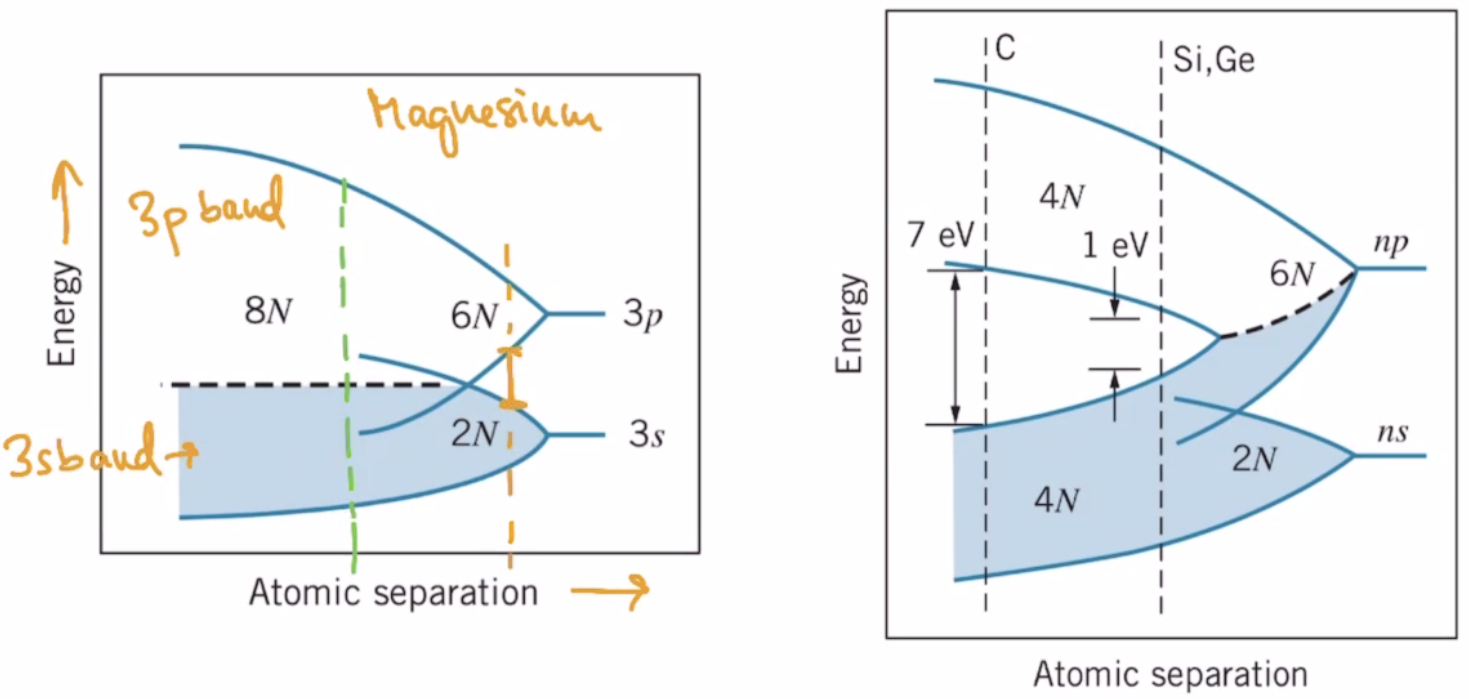 Magnesium
3p band
8N
6N
3p
2N
3s
3sband→
Energy
Atomic separation
C
Si,Ge
4N
7 eV
1 eV
np
6N
ns
2N
4N
Energy
Atomic separation